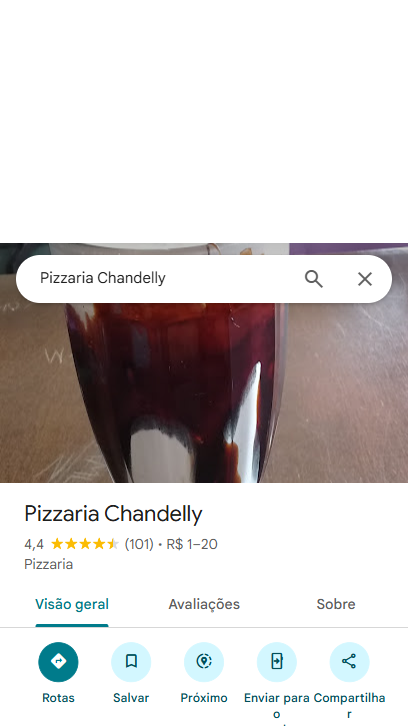 Pizzaria Chandelly
Pizzaria Chandelly
4,4 (101) • R$ 1–20
Pizzaria
Visão geral Avaliações Sobre
Rotas Salvar Próximo Enviar para o Compartilhar